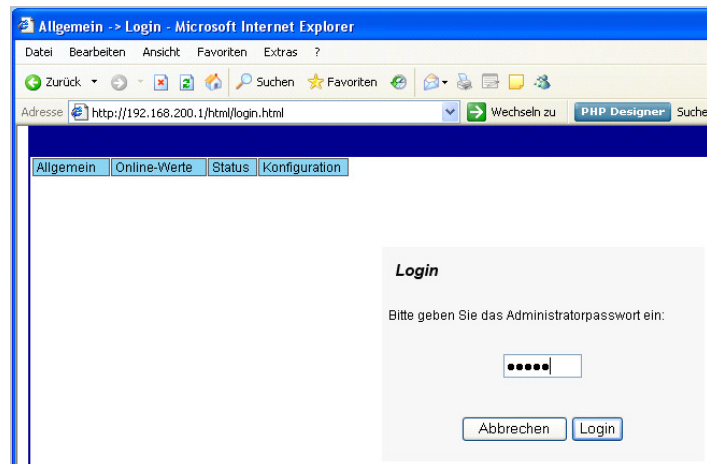 Allgemein -> Login - Microsoft Internet Explorer
Datei Bearbeiten Ansicht Favoriten Extras ?
Zurück Suchen Favoriten
Adresse http://192.168.200.1/html/login.html Wechseln zu PHP Designer Suche
Allgemein Online-Werte Status Konfiguration
Login
Bitte geben Sie das Administratorpasswort ein:
•••••
Abbrechen Login